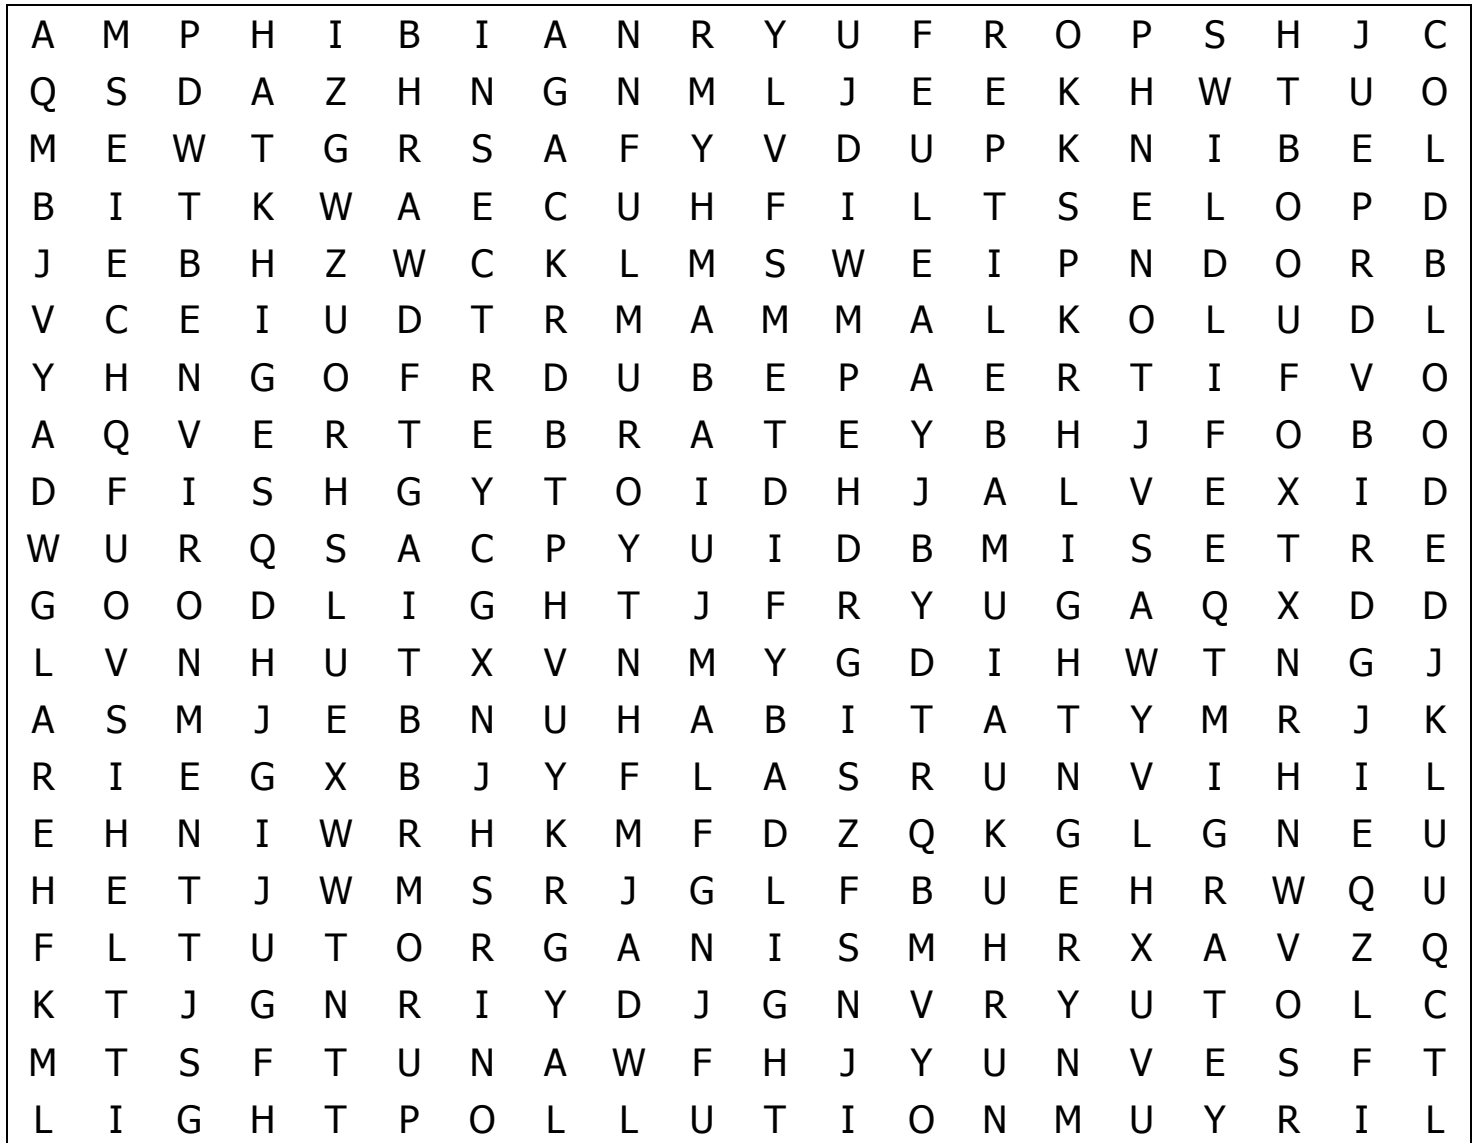 A M P H I B I A N R Y U F R O P S H J C
Q S D A Z H N G N M L J E E K H W T U O
M E W T G R S A F Y V D U P K N I B E L
B I T K W A E C U H F I L T S E L O P D
J E B H Z W C K L M S W E I P N D O R B
V C E I U D T R M A M M A L K O L U D L
Y H N G O F R D U B E P A E R T I F V O
A Q V E R T E B R A T E Y B H J F O B O
D F I S H G Y T O I D H J A L V E X I D
W U R Q S A C P Y U I D B M I S E T R E
G O O D L I G H T J F R Y U G A Q X D D
L V N H U T X V N M Y G D I H W T N G J
A S M J E B N U H A B I T A T Y M R J K
R I E G X B J Y F L A S R U N V I H I L
E H N I W R H K M F D Z Q K G L G N E U
H E T J W M S R J G L F B U E H R W Q U
F L T U T O R G A N I S M H R X A V Z Q
K T J G N R I Y D J G N V R Y U T O L C
M T S F T U N A W F H J Y U N V E S F T
L I G H T P O L L U T I O N M U Y R I L